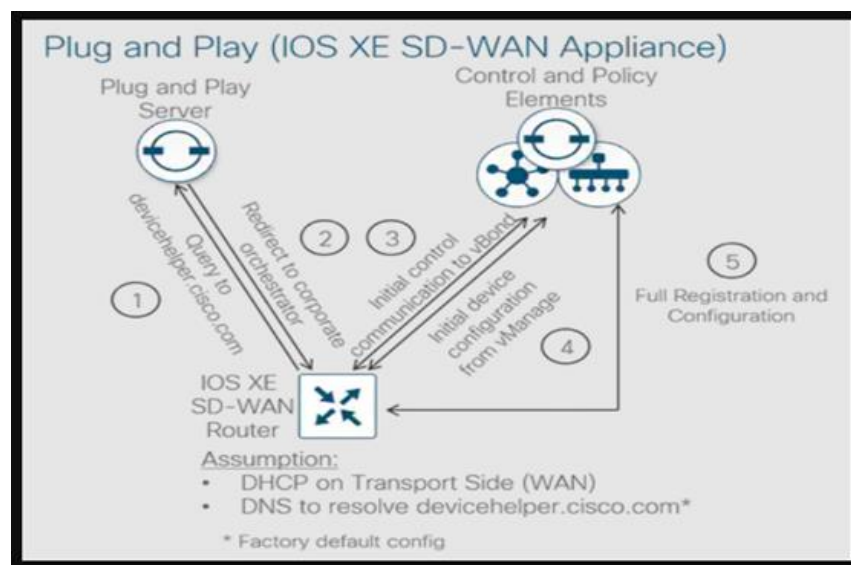 Plug and Play (IOS XE SD-WAN Appliance)
Plug and Play
Server
Control and Policy
Elements
1
Query to
devicehelper.cisco.com
Redirect to corporate
orchestrator
2
3
Initial control
communication to vBond
Initial device
configuration
from vManage
4
5
Full Registration and
Configuration
IOS XE
SD-WAN
Router
Assumption:
• DHCP on Transport Side (WAN)
• DNS to resolve devicehelper.cisco.com*
* Factory default config